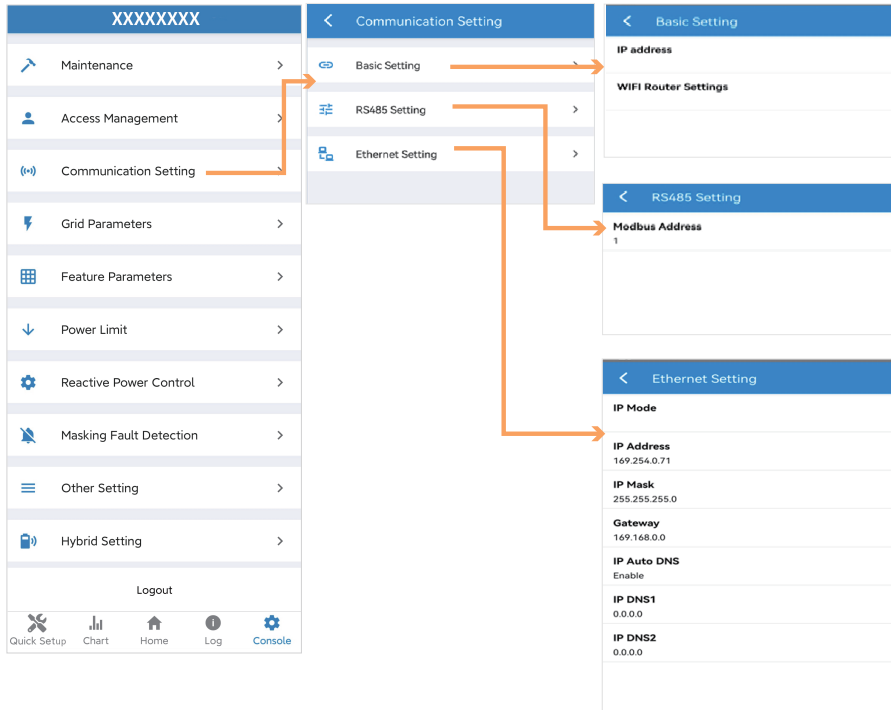 XXXXXXXX
Maintenance
Access Management
Communication Setting
Grid Parameters
Feature Parameters
Power Limit
Reactive Power Control
Masking Fault Detection
Other Setting
Hybrid Setting
Logout
Quick Setup
Chart
Home
Log
Console
Communication Setting
Basic Setting
RS485 Setting
Ethernet Setting
Basic Setting
IP address
WIFI Router Settings
RS485 Setting
Modbus Address
1
Ethernet Setting
IP Mode
IP Address
169.254.0.71
IP Mask
255.255.255.0
Gateway
169.168.0.0
IP Auto DNS
Enable
IP DNS1
0.0.0.0
IP DNS2
0.0.0.0